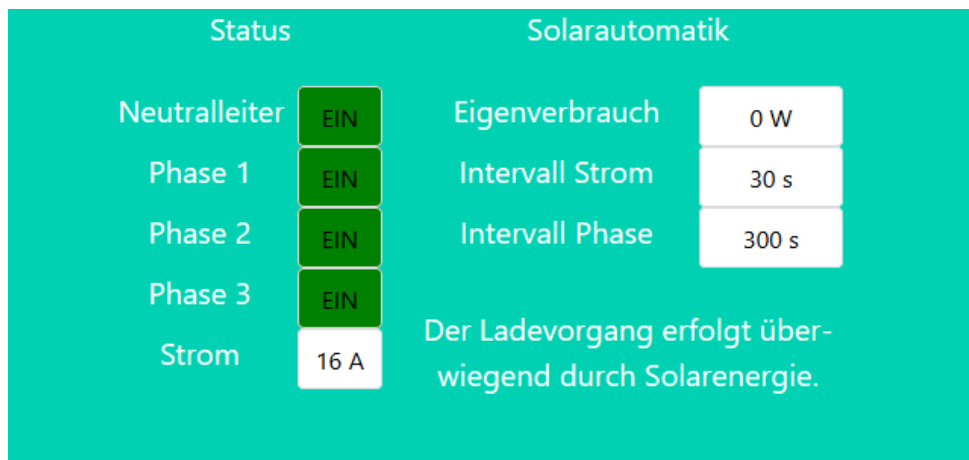 Status
Neutralleiter EIN
Phase 1 EIN
Phase 2 EIN
Phase 3 EIN
Strom 16 A
Solarautomatik
Eigenverbrauch 0 W
Intervall Strom 30 s
Intervall Phase 300 s
Der Ladevorgang erfolgt über-
wiegend durch Solarenergie.